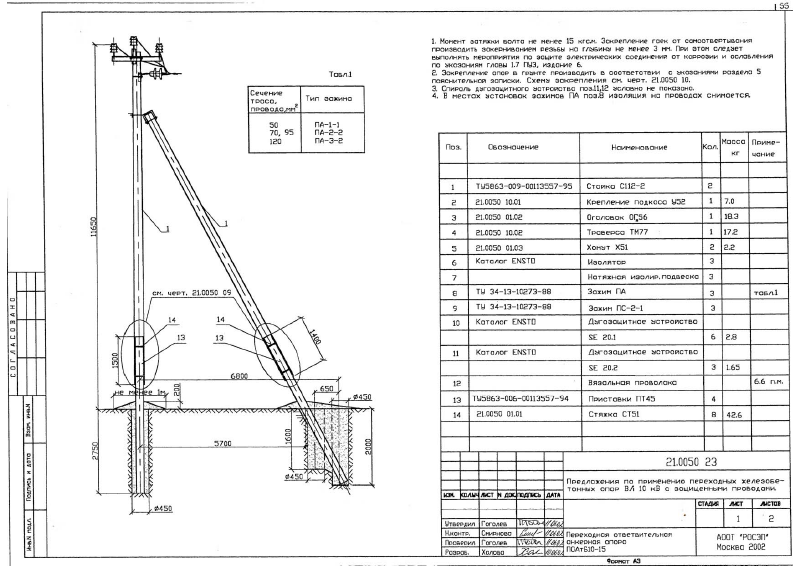 55
1. Момент затяжки болта не менее 15 кгсм. Закрепление гаек от самоотвертывания
производить закерниванием резьбы на глубину не менее 3 мм. При этом следует
выполнять мероприятия по защите электрических соединения от коррозии и ослабления
по указаниям главы 1.7 ПУЭ, издание 6.
2. Закрепление опор в грунте производить в соответствии с указаниями раздела 5
пояснительной записки. Схему закрепления см. черт. 21.0050 10.
3. Спираль дугозащитного устройства поз.11,12 условно не показано.
4. В местах установок зажимов ПА поз.8 изоляция на проводах снимается.
Табл.1
Сечение троса, провода,мм² Тип зажима
50 ПА-1-1
70, 95 ПА-2-2
120 ПА-3-2
Поз. Обозначение Наименование Кол. Масса кг Приме-чание
1 ТУ5863-009-00113557-95 Стойка С112-2 2
2 21.0050 10.01 Крепление подкоса У52 1 7.0
3 21.0050 01.02 Оголовок ОС56 1 18.3
4 21.0050 10.02 Траверса ТМ77 1 17.2
5 21.0050 01.03 Хомут Х51 2 2.2
6 Каталог ENSTO Изолятор 3
7 Натяжная изолир.подвеска 3
8 ТУ 34-13-10273-88 Зажим ПА 3 табл.1
9 ТУ 34-13-10273-88 Зажим ПС-2-1 3
10 Каталог ENSTO Дугозащитное устройство
SE 20.1 6 2.8
11 Каталог ENSTO Дугозащитное устройство
SE 20.2 3 1.65
12 Вязальная проволока 6.6 п.м.
13 ТУ5863-006-00113557-94 Приставки ПТ45 4
14 21.0050 01.01 Стяжка СТ51 8 42.6
11650
1
1
см. черт. 21.0050 09
14
13
14
13
1400
1500
6800
не менее 1м
200
650
ø450
2750
5700
1600
2000
ø450
СОГЛАСОВАНО
Взам. инв.N
Подпись и дата
Инв.N подл.
21.0050 23
Предложения по применению переходных железобе-
тонных опор ВЛ 10 кВ с защищенными проводами.
ИЗМ. КОЛ.УЧ ЛИСТ N ДОК ПОДПИСЬ ДАТА
СТАДИЯ ЛИСТ ЛИСТОВ
1 2
Утвердил Гоголев
Н.контр. Смирнова
Проверил Гоголев
Разраб. Халова
Переходная ответвительная
анкерная опора
ПОАтБ10-15
АООТ "РОСЭП"
Москва 2002
Формат А3